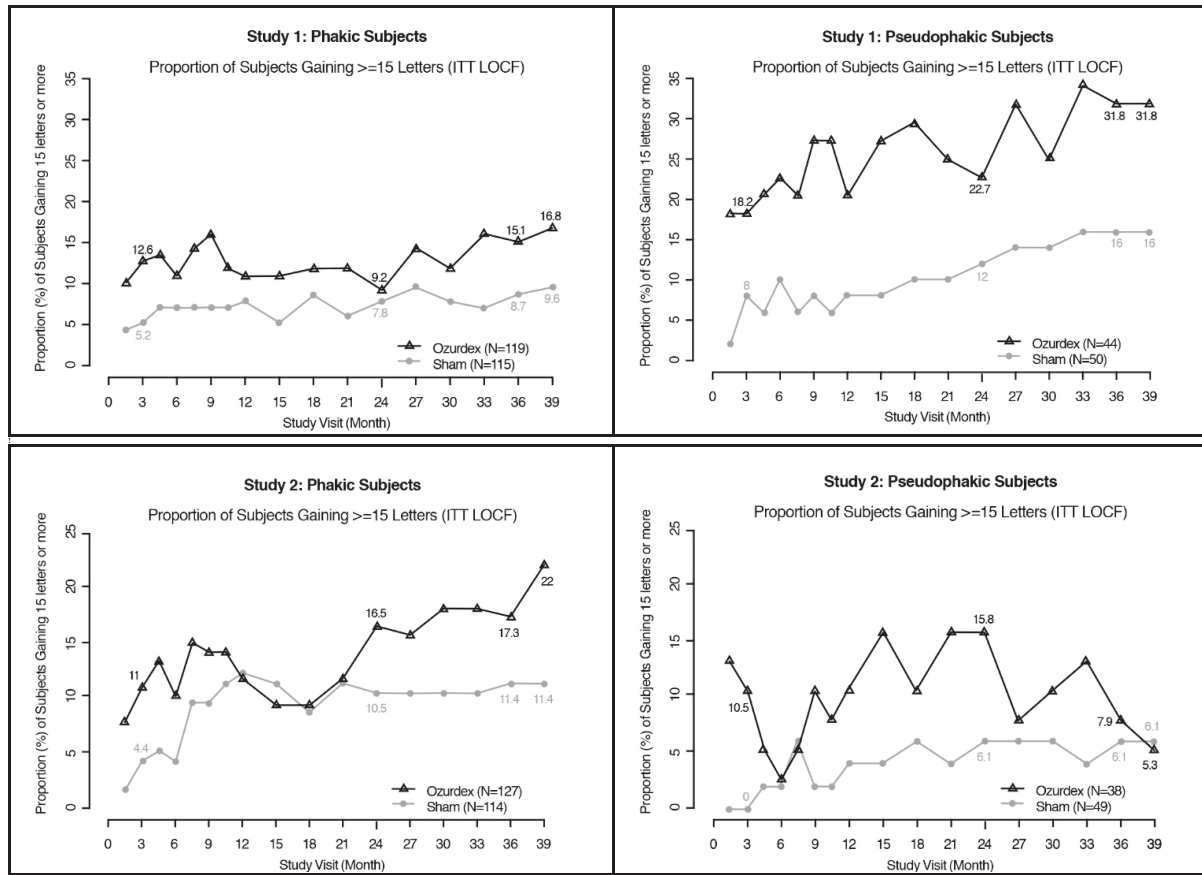 Study 1: Phakic Subjects
Proportion of Subjects Gaining >=15 Letters (ITT LOCF)
Proportion (%) of Subjects Gaining 15 letters or more
35
30
25
20
15
10
5
0
12.6
5.2
9.2
7.8
15.1
8.7
16.8
9.6
Ozurdex (N=119)
Sham (N=115)
0 3 6 9 12 15 18 21 24 27 30 33 36 39
Study Visit (Month)
Study 1: Pseudophakic Subjects
Proportion of Subjects Gaining >=15 Letters (ITT LOCF)
Proportion (%) of Subjects Gaining 15 letters or more
35
30
25
20
15
10
5
0
18.2
8
22.7
12
31.8 31.8
16 16
Ozurdex (N=44)
Sham (N=50)
0 3 6 9 12 15 18 21 24 27 30 33 36 39
Study Visit (Month)
Study 2: Phakic Subjects
Proportion of Subjects Gaining >=15 Letters (ITT LOCF)
Proportion (%) of Subjects Gaining 15 letters or more
25
20
15
10
5
0
11
4.4
16.5
10.5
17.3
11.4
22
11.4
Ozurdex (N=127)
Sham (N=114)
0 3 6 9 12 15 18 21 24 27 30 33 36 39
Study Visit (Month)
Study 2: Pseudophakic Subjects
Proportion of Subjects Gaining >=15 Letters (ITT LOCF)
Proportion (%) of Subjects Gaining 15 letters or more
25
20
15
10
5
0
10.5
0
15.8
6.1
7.9
6.1
6.1
5.3
Ozurdex (N=38)
Sham (N=49)
0 3 6 9 12 15 18 21 24 27 30 33 36 39
Study Visit (Month)